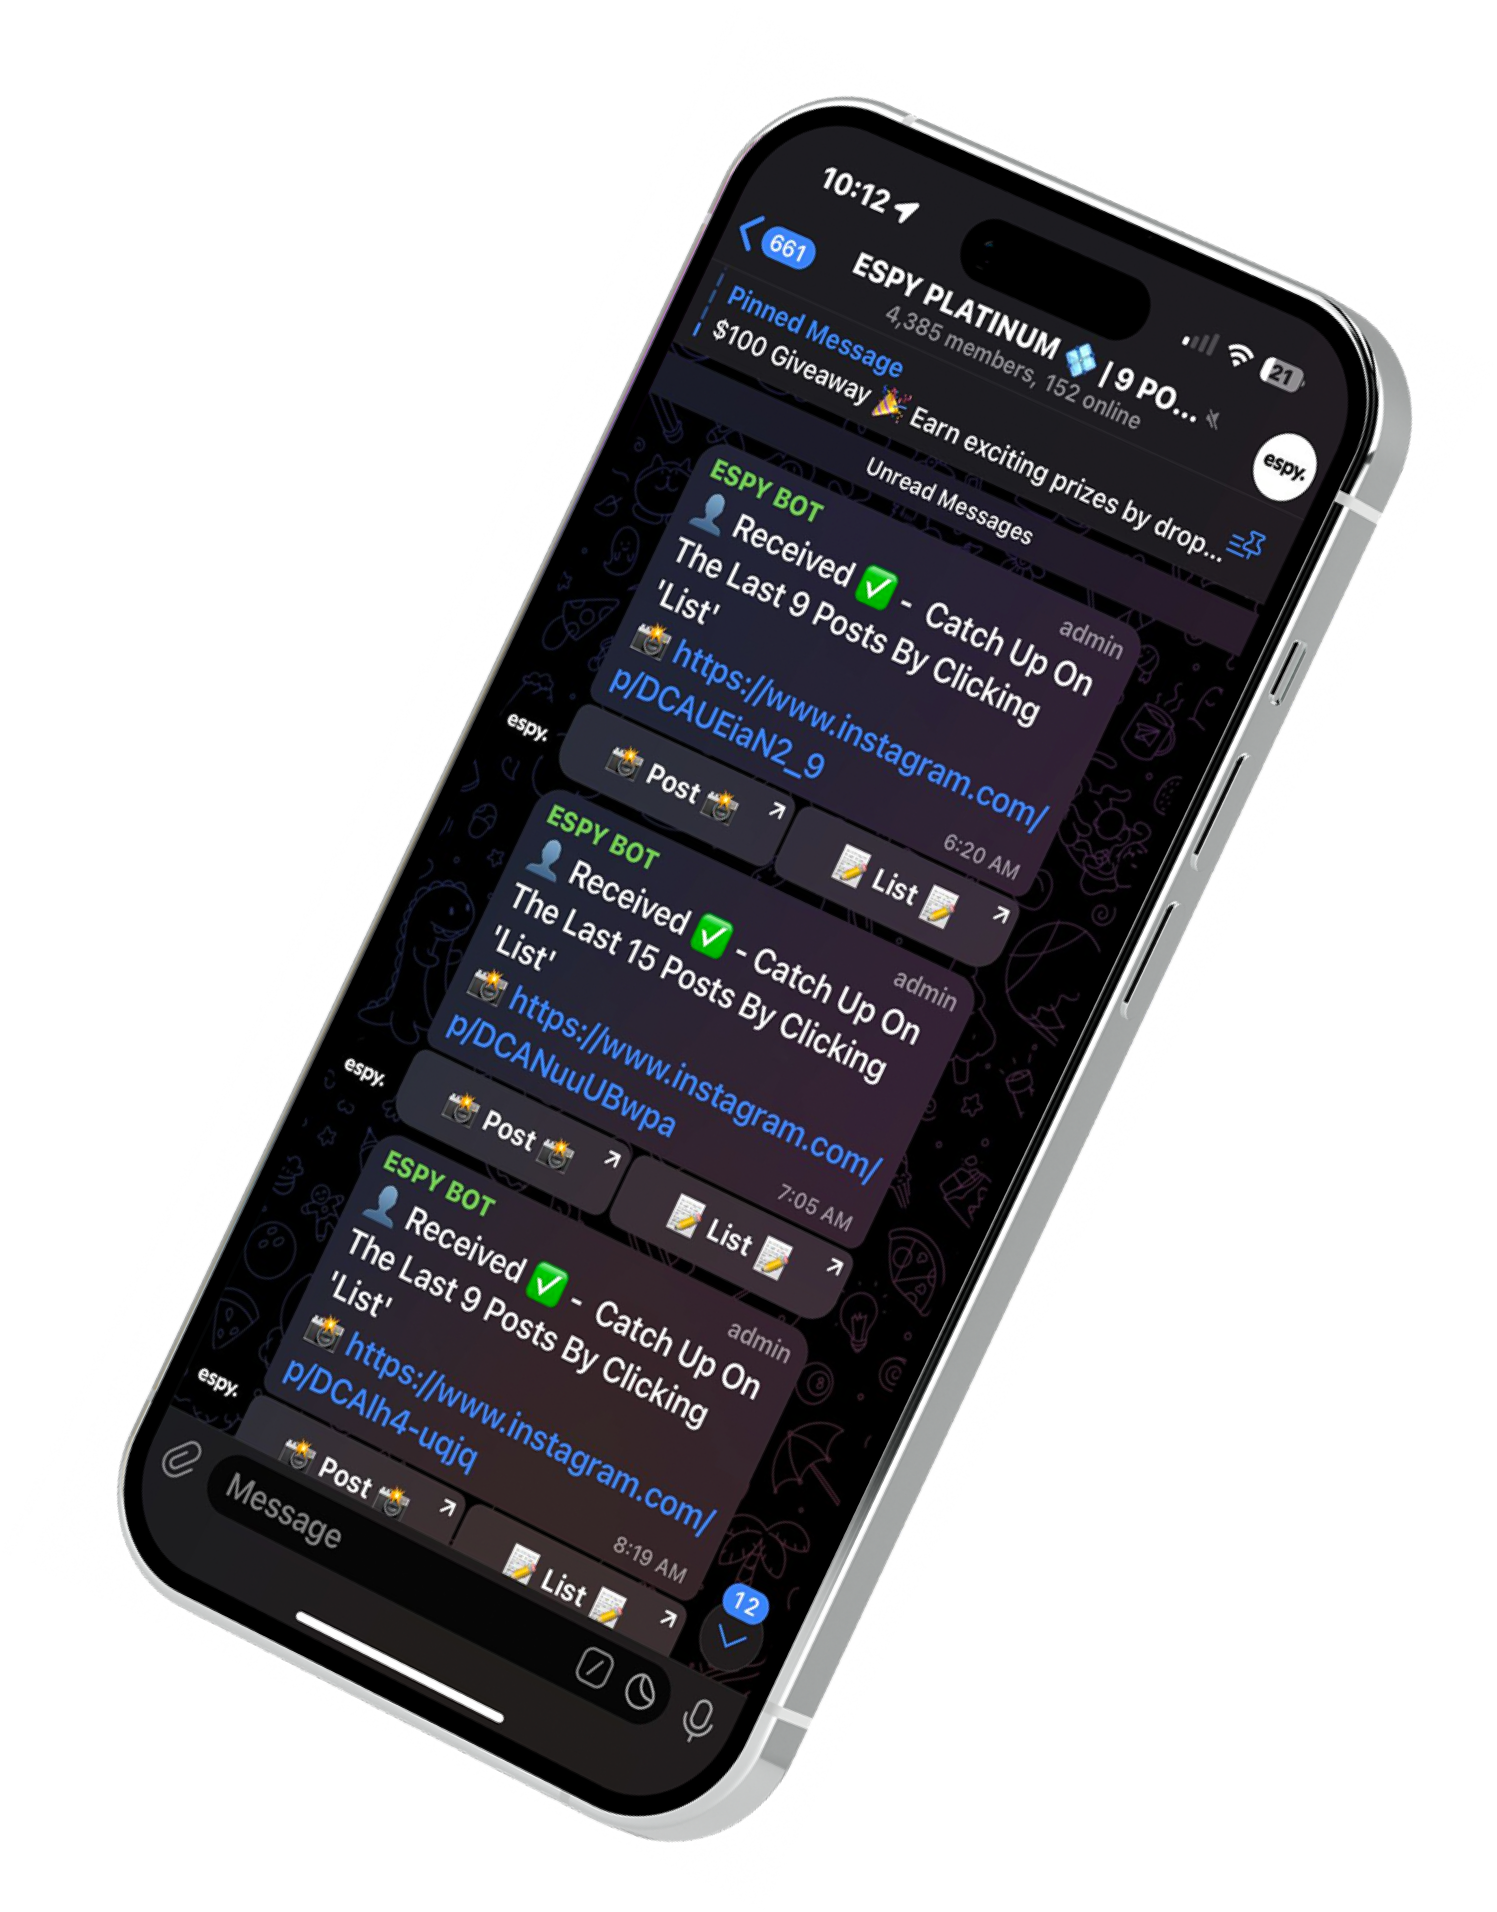 10:12
661
ESPY PLATINUM | 9 PO...
4,385 members, 152 online
21
espy.
Pinned Message
$100 Giveaway 🎉 Earn exciting prizes by drop...
Unread Messages
ESPY BOT
admin
👤 Received ✅ - Catch Up On
The Last 9 Posts By Clicking
'List'
📸 https://www.instagram.com/
p/DCAUEiaN2_9
6:20 AM
espy.
📸 Post 📸
📝 List 📝
ESPY BOT
admin
👤 Received ✅ - Catch Up On
The Last 15 Posts By Clicking
'List'
📸 https://www.instagram.com/
p/DCANuuUBwpa
7:05 AM
espy.
📸 Post 📸
📝 List 📝
ESPY BOT
admin
👤 Received ✅ - Catch Up On
The Last 9 Posts By Clicking
'List'
📸 https://www.instagram.com/
p/DCAIh4-uqjq
8:19 AM
espy.
📸 Post 📸
📝 List 📝
12
Message